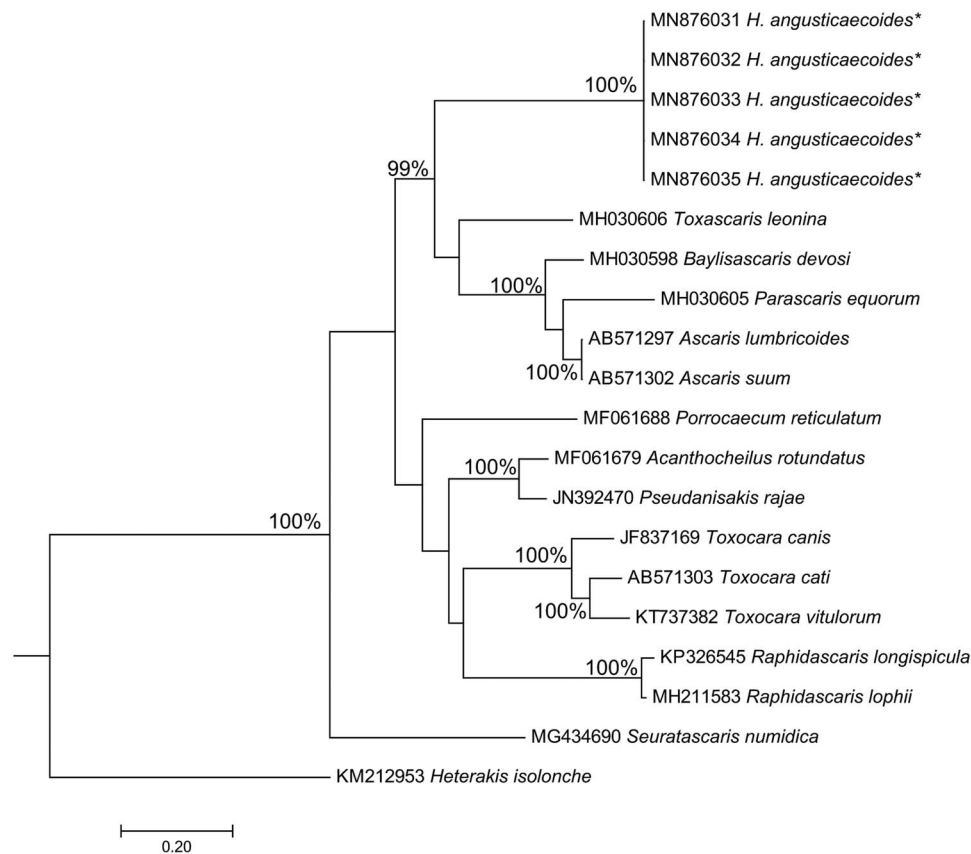 MN876031 H. angusticaecoides*
MN876032 H. angusticaecoides*
100%
MN876033 H. angusticaecoides*
MN876034 H. angusticaecoides*
99%
MN876035 H. angusticaecoides*
MH030606 Toxascaris leonina
MH030598 Baylisascaris devosi
100%
MH030605 Parascaris equorum
AB571297 Ascaris lumbricoides
100%
AB571302 Ascaris suum
MF061688 Porrocaecum reticulatum
MF061679 Acanthocheilus rotundatus
100%
JN392470 Pseudanisakis rajae
100%
JF837169 Toxocara canis
100%
AB571303 Toxocara cati
100%
KT737382 Toxocara vitulorum
KP326545 Raphidascaris longispicula
100%
MH211583 Raphidascaris lophii
MG434690 Seuratascaris numidica
KM212953 Heterakis isolonche
0.20